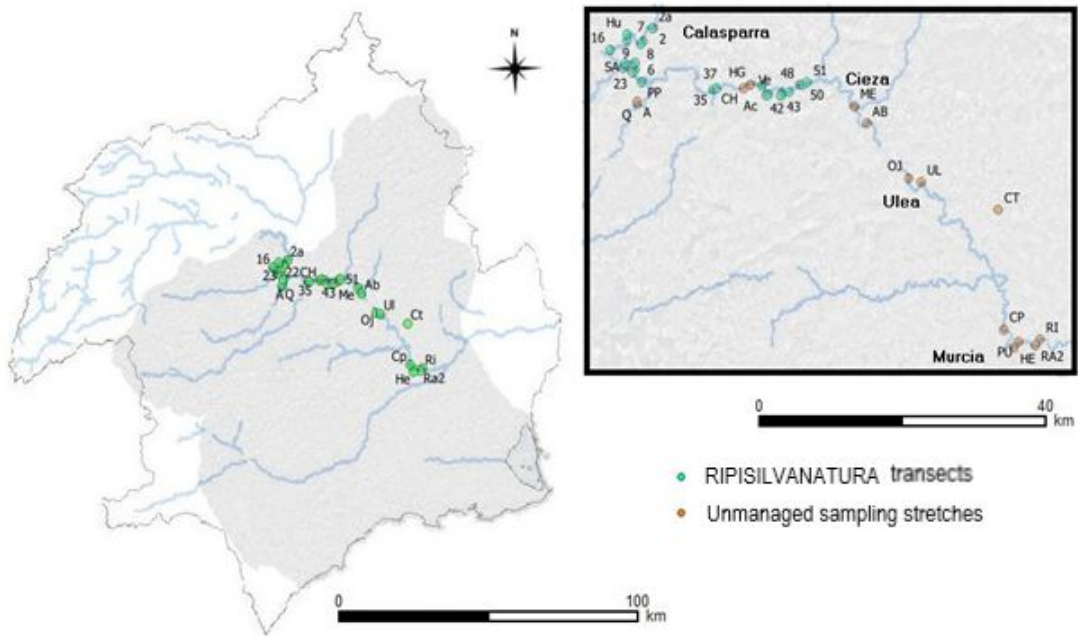 N
16
2a
23
22CH
A
Q
35
43
51
Me
Ab
Oj
Ul
Ct
Cp
Ri
He
Ra2
0 100
km
Hu
7
2a
16
2
Calasparra
9
8
SA
6
23
PP
Q
A
37
HG
Ve
48
51
Cieza
35
CH
Ac
42
43
50
ME
AB
OJ
UL
Ulea
CT
CP
RI
Murcia
PU
HE
RA2
0 40
km
RIPISILVANATURA transects
Unmanaged sampling stretches